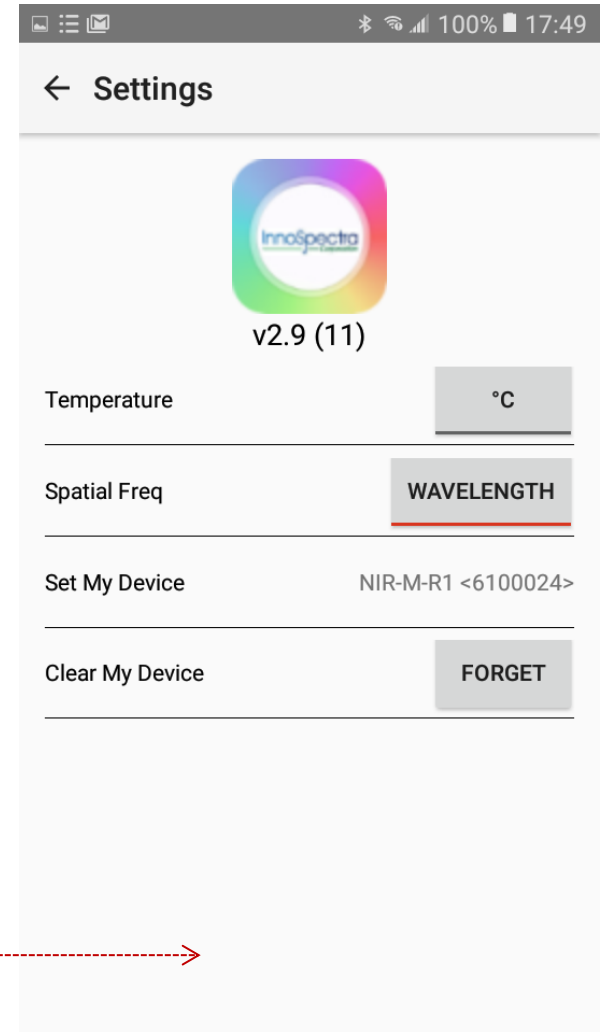 100% 17:49
Settings
InnoSpectra
Corporation
v2.9 (11)
Temperature °C
Spatial Freq WAVELENGTH
Set My Device NIR-M-R1 <6100024>
Clear My Device FORGET